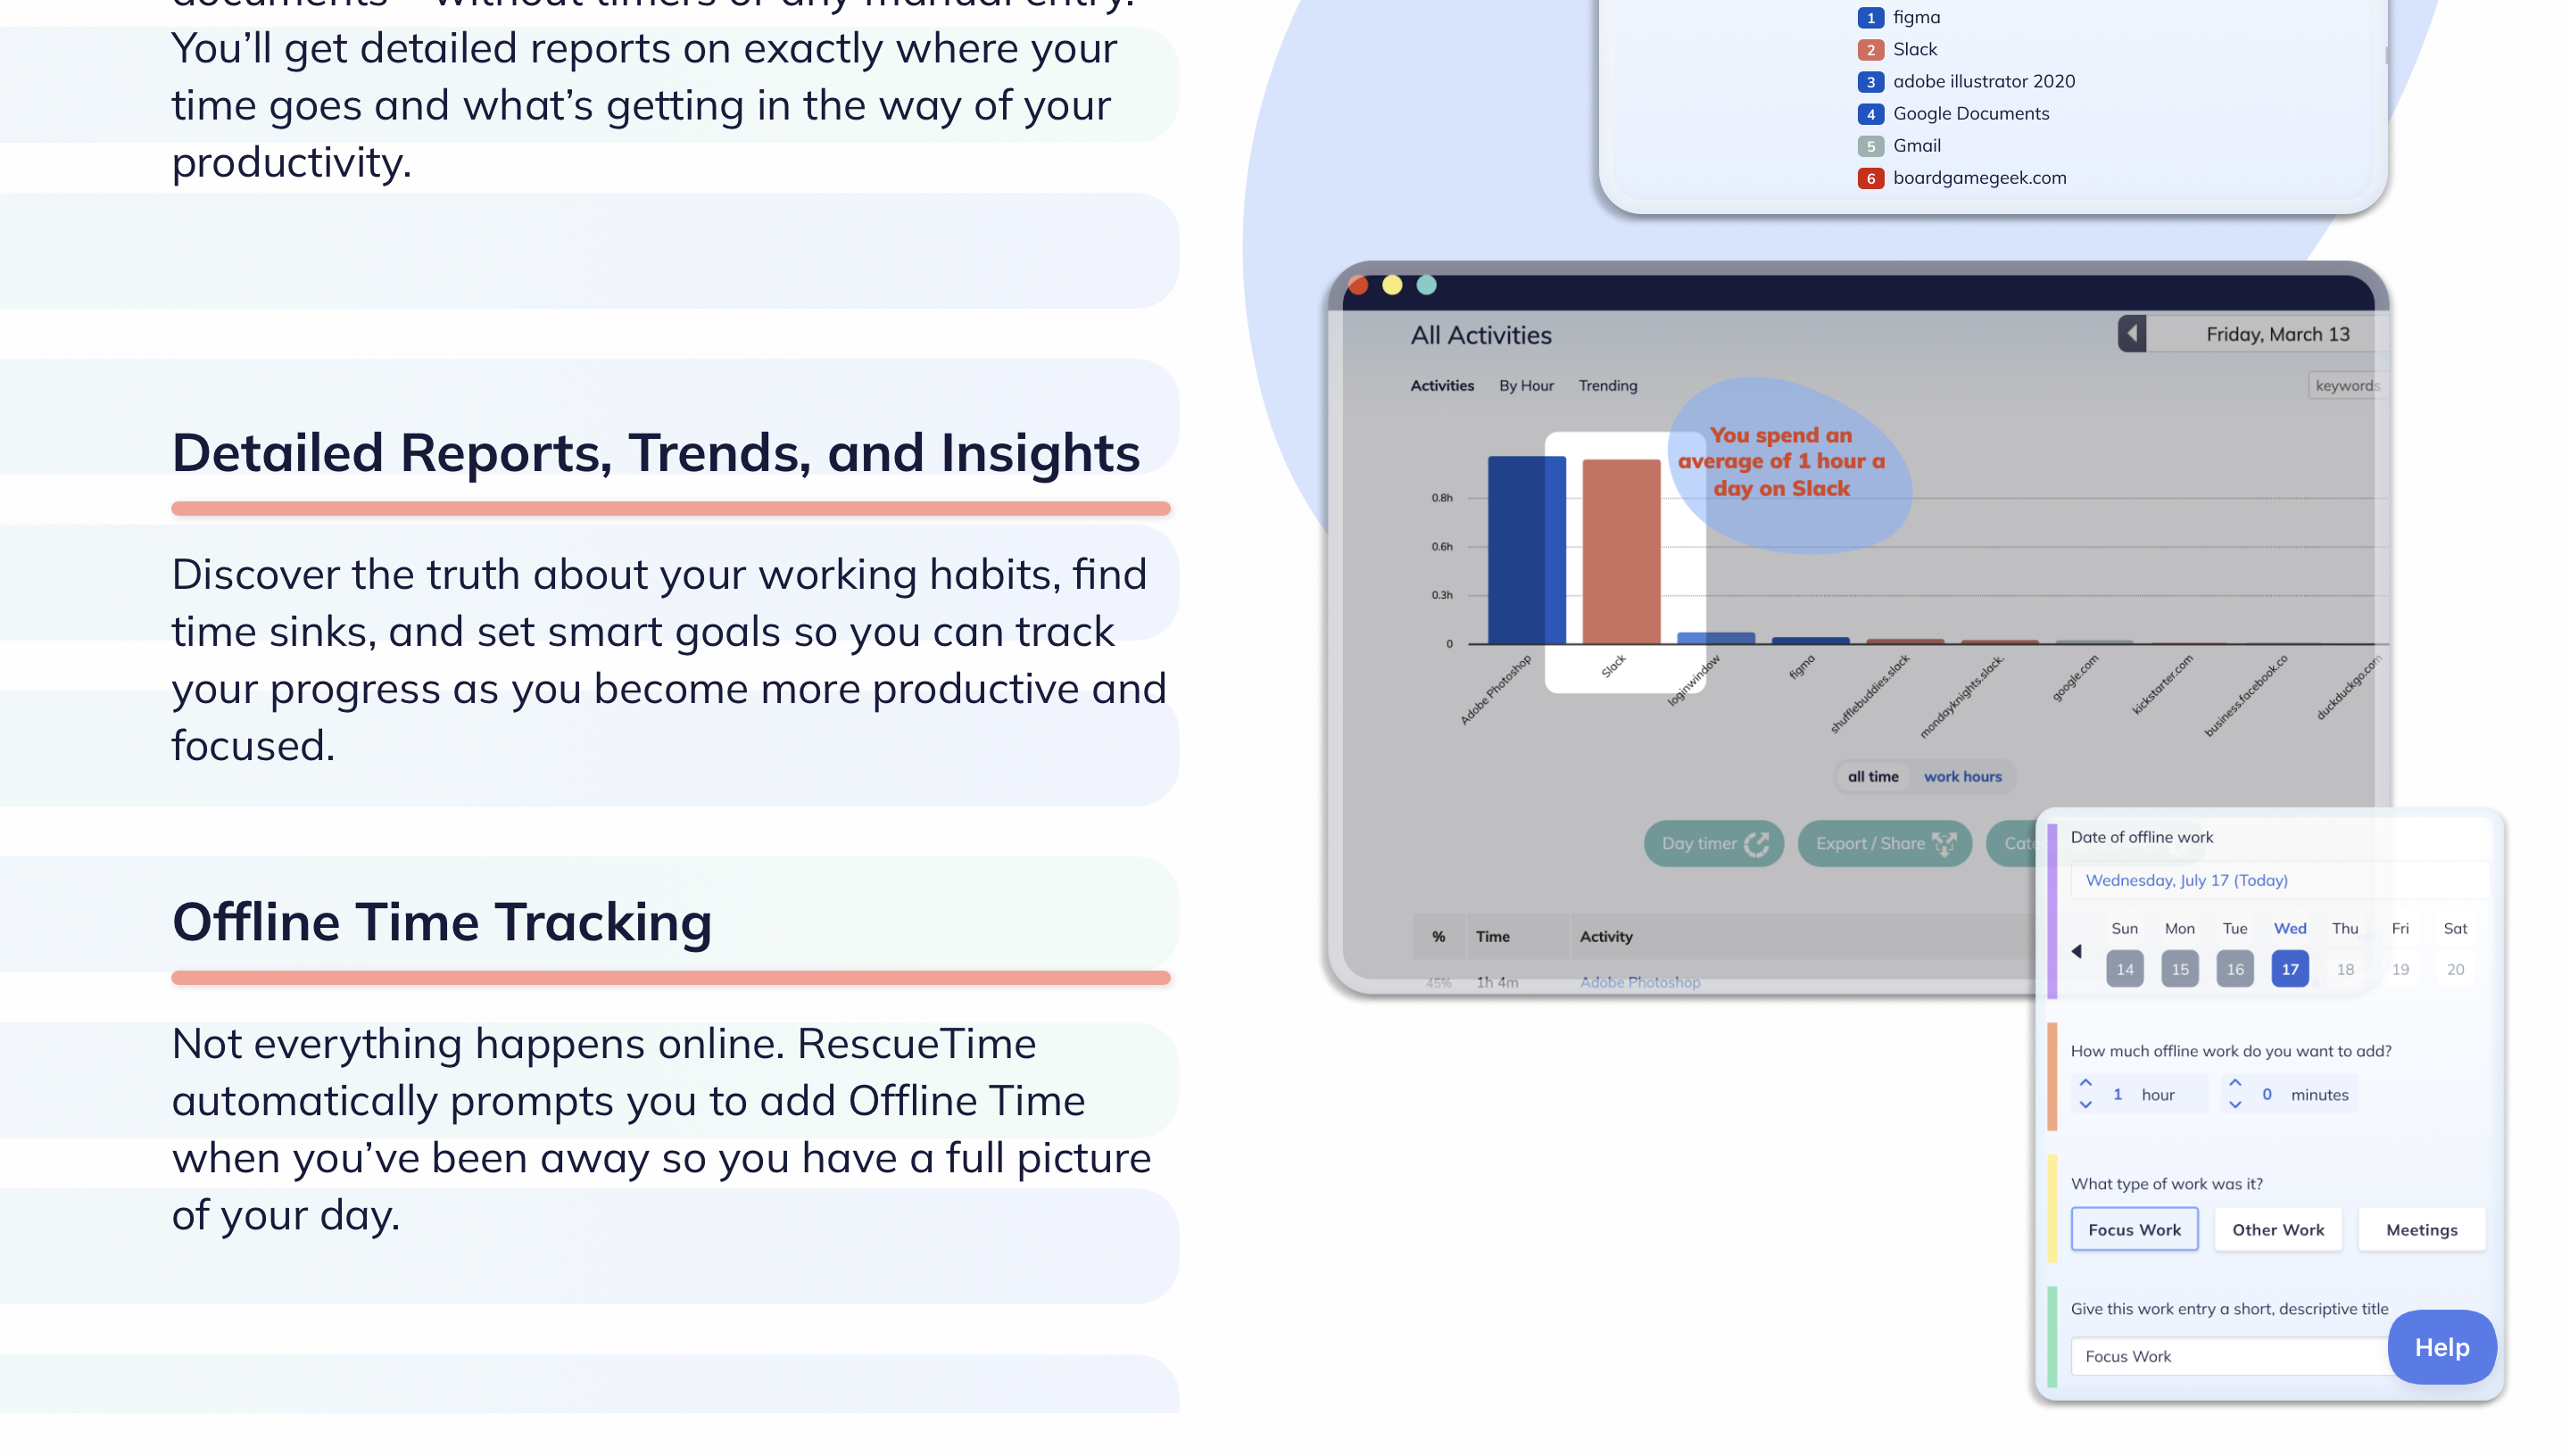 You’ll get detailed reports on exactly where your
time goes and what’s getting in the way of your
productivity.
Detailed Reports, Trends, and Insights
Discover the truth about your working habits, find
time sinks, and set smart goals so you can track
your progress as you become more productive and
focused.
Offline Time Tracking
Not everything happens online. RescueTime
automatically prompts you to add Offline Time
when you’ve been away so you have a full picture
of your day.
1 figma
2 Slack
3 adobe illustrator 2020
4 Google Documents
5 Gmail
6 boardgamegeek.com
All Activities
Friday, March 13
Activities By Hour Trending
keywords
You spend an
average of 1 hour a
day on Slack
0.8h
0.6h
0.3h
0
Adobe Photoshop
Slack
loginwindow
figma
shufflebuddies.slack
mondayknights.slack.
google.com
kickstarter.com
business.facebook.co
duckduckgo.com
all time work hours
Day timer Export / Share
% Time Activity
45% 1h 4m Adobe Photoshop
Date of offline work
Wednesday, July 17 (Today)
Sun Mon Tue Wed Thu Fri Sat
14 15 16 17 18 19 20
How much offline work do you want to add?
1 hour 0 minutes
What type of work was it?
Focus Work Other Work Meetings
Give this work entry a short, descriptive title
Focus Work
Help